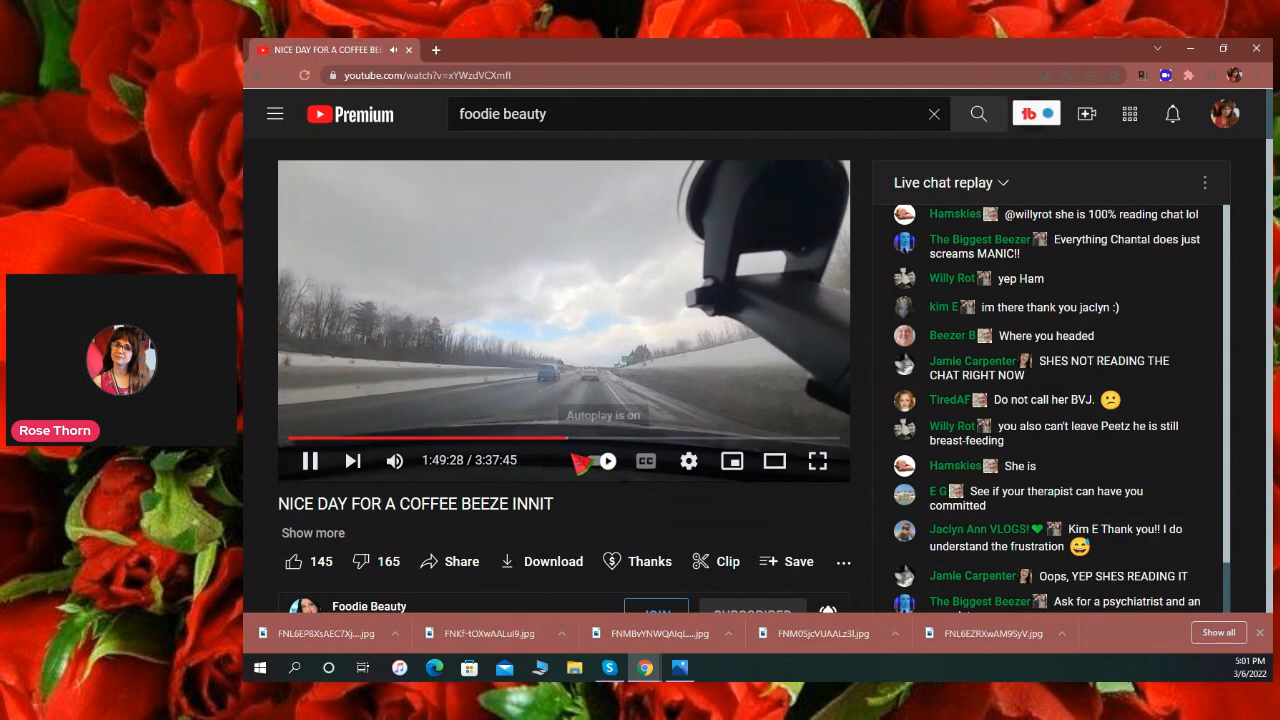 NICE DAY FOR A COFFEE BEE
youtube.com/watch?v=xYWzdVCXmfI
Premium
foodie beauty
tb
Live chat replay
Hamskies @willyrot she is 100% reading chat lol
The Biggest Beezer Everything Chantal does just
screams MANIC!!
Willy Rot yep Ham
kim E im there thank you jaclyn :)
Beezer B Where you headed
Jamie Carpenter SHES NOT READING THE
CHAT RIGHT NOW
TiredAF Do not call her BVJ. 😕
Willy Rot you also can't leave Peetz he is still
breast-feeding
Hamskies She is
E G See if your therapist can have you
committed
Jaclyn Ann VLOGS!💚 Kim E Thank you!! I do
understand the frustration 😅
Jamie Carpenter Oops, YEP SHES READING IT
The Biggest Beezer Ask for a psychiatrist and an
Rose Thorn
Autoplay is on
1:49:28 / 3:37:45
CC
NICE DAY FOR A COFFEE BEEZE INNIT
Show more
145 165 Share Download Thanks Clip Save
Foodie Beauty
JOIN SUBSCRIBED
FNL6EP8XsAEC7Xj....jpg
FNKf-tOXwAALuI9.jpg
FNMBvYNWQAIqL....jpg
FNM0SjcVUAALz3l.jpg
FNL6EZRXwAM9SyV.jpg
Show all
5:01 PM
3/6/2022